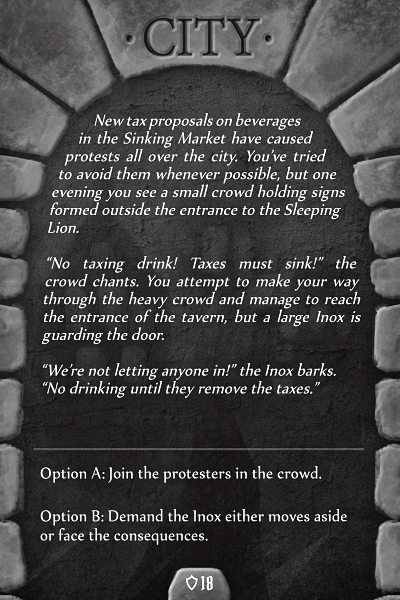 ·CITY·
New tax proposals on beverages
in the Sinking Market have caused
protests all over the city. You've tried
to avoid them whenever possible, but one
evening you see a small crowd holding signs
formed outside the entrance to the Sleeping
Lion.
“No taxing drink! Taxes must sink!” the
crowd chants. You attempt to make your way
through the heavy crowd and manage to reach
the entrance of the tavern, but a large Inox is
guarding the door.
“We're not letting anyone in!” the Inox barks.
“No drinking until they remove the taxes.”
Option A: Join the protesters in the crowd.
Option B: Demand the Inox either moves aside
or face the consequences.
18